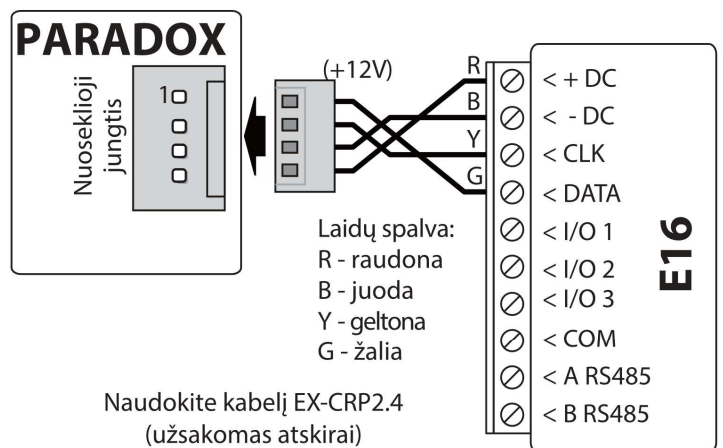 PARADOX
Nuoseklioji
jungtis
1
(+12V)
R
B
Y
G
< + DC
< - DC
< CLK
< DATA
< I/O 1
< I/O 2
< I/O 3
< COM
< A RS485
< B RS485
E16
Laidų spalva:
R - raudona
B - juoda
Y - geltona
G - žalia
Naudokite kabelį EX-CRP2.4
(užsakomas atskirai)